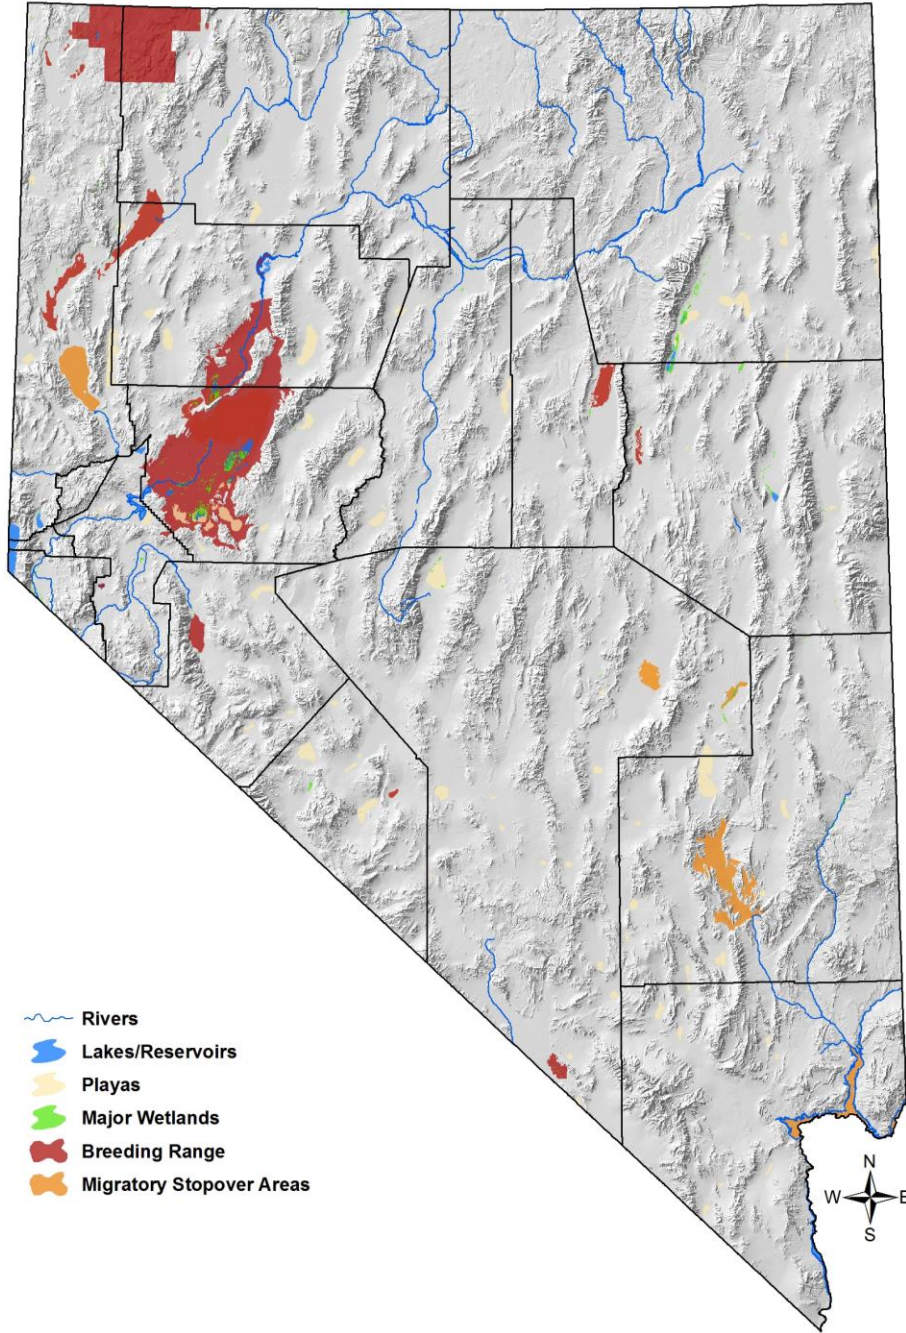 Rivers
Lakes/Reservoirs
Playas
Major Wetlands
Breeding Range
Migratory Stopover Areas
N
W E
S